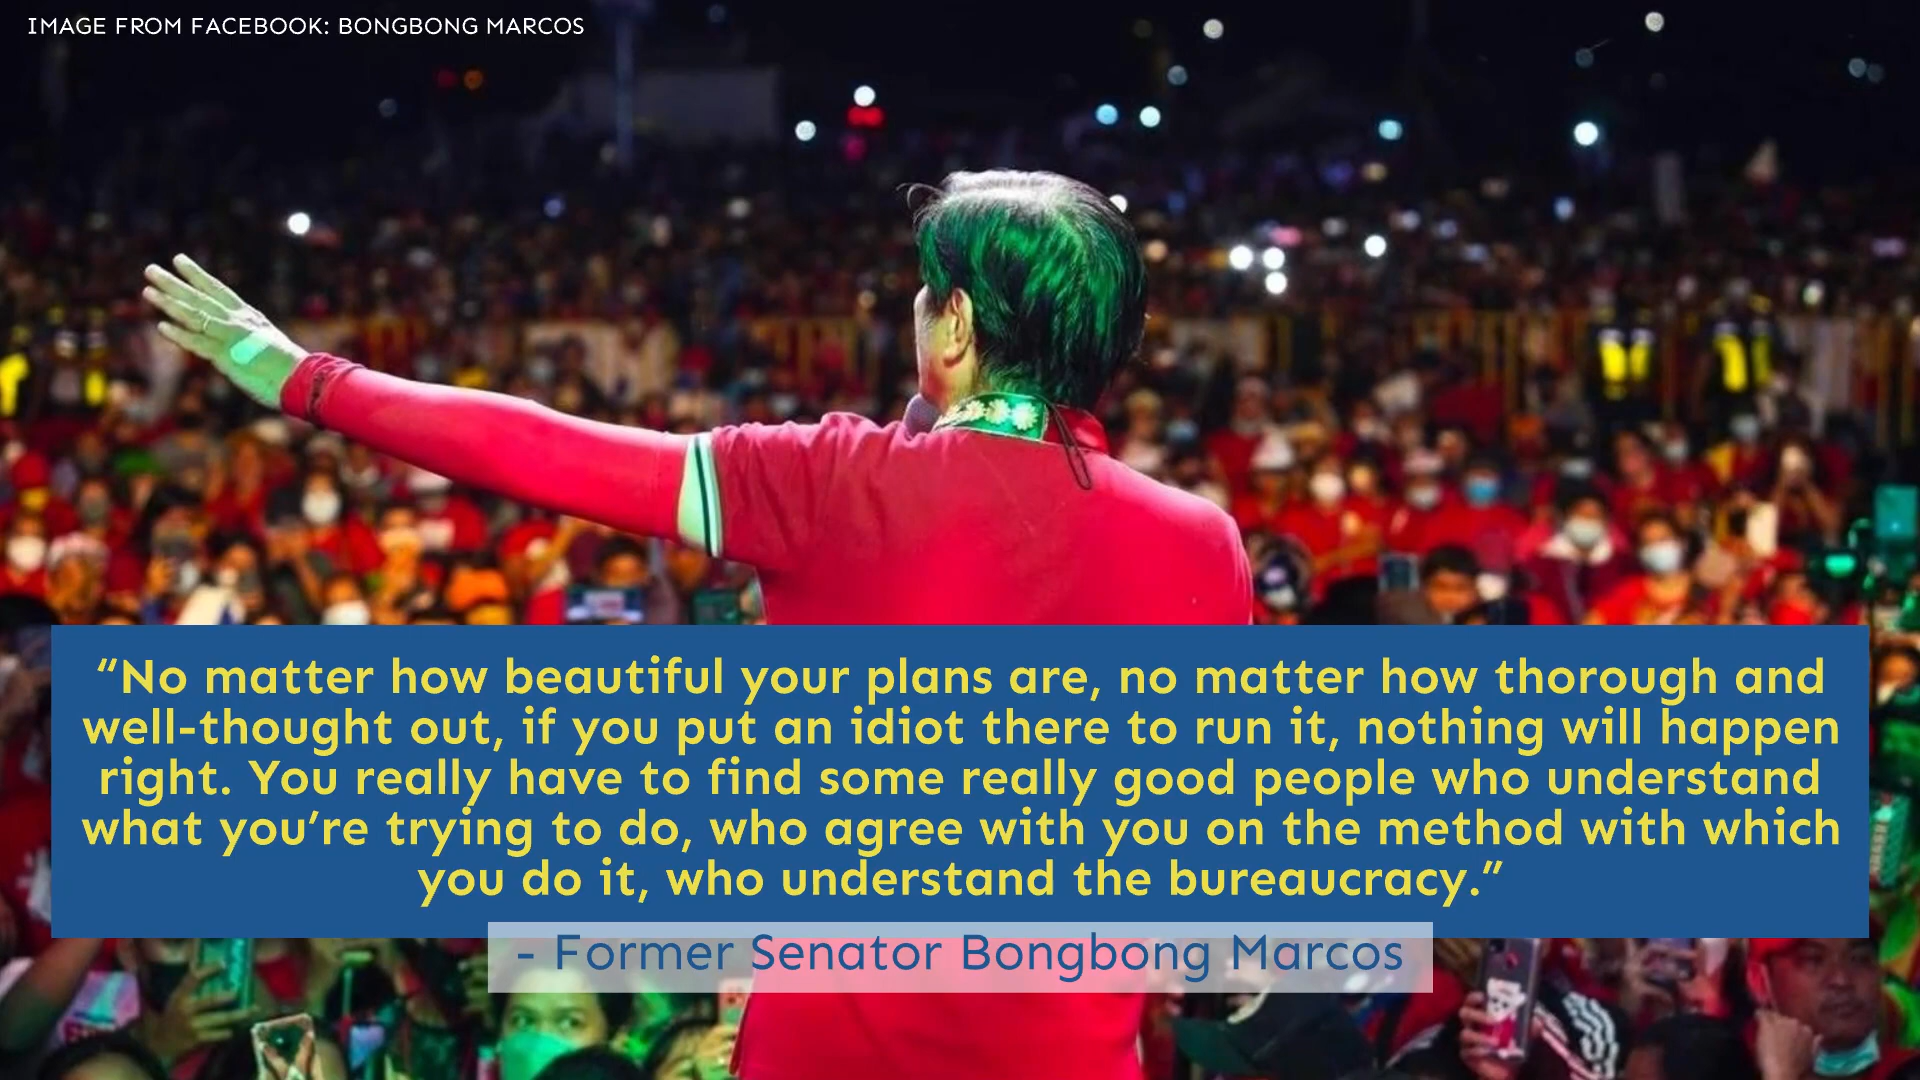 IMAGE FROM FACEBOOK: BONGBONG MARCOS
“No matter how beautiful your plans are, no matter how thorough and
well-thought out, if you put an idiot there to run it, nothing will happen
right. You really have to find some really good people who understand
what you’re trying to do, who agree with you on the method with which
you do it, who understand the bureaucracy.”
- Former Senator Bongbong Marcos